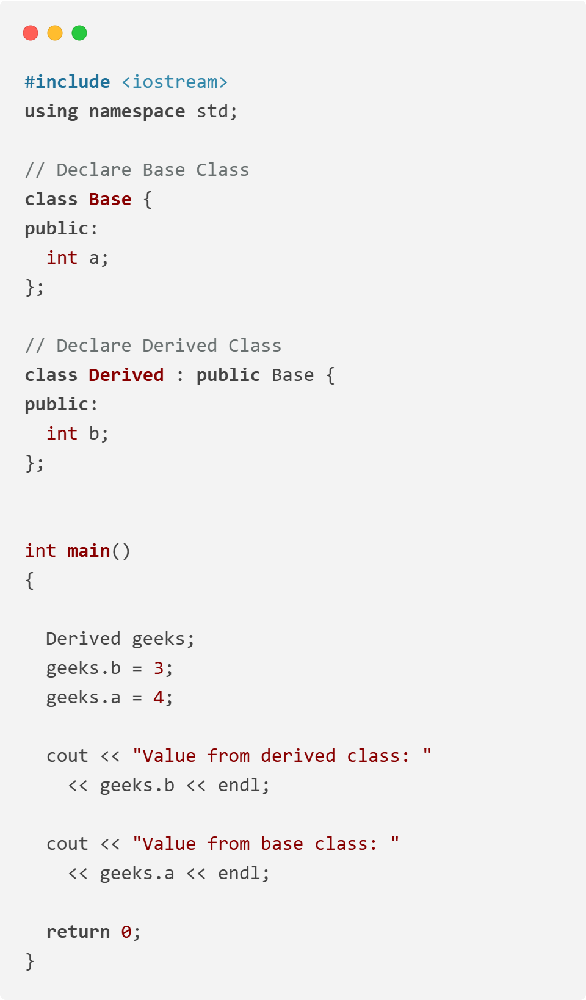 #include <iostream>
using namespace std;

// Declare Base Class
class Base {
public:
  int a;
};

// Declare Derived Class
class Derived : public Base {
public:
  int b;
};


int main()
{

  Derived geeks;
  geeks.b = 3;
  geeks.a = 4;

  cout << "Value from derived class: "
    << geeks.b << endl;

  cout << "Value from base class: "
    << geeks.a << endl;

  return 0;
}